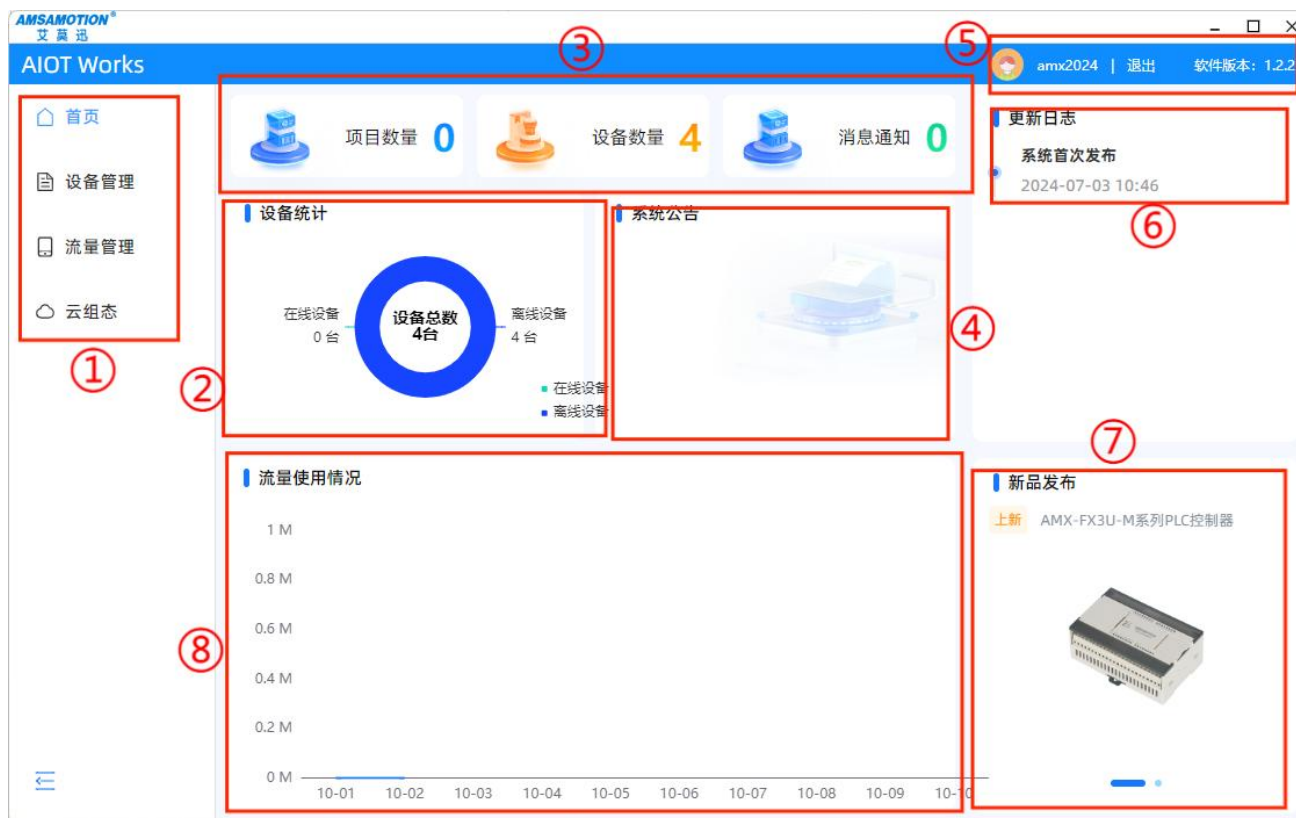 AMSAMOTION®
艾莫迅
AIOT Works
③
⑤
amx2024 | 退出 软件版本：1.2.2
首页
设备管理
流量管理
云组态
①
项目数量 0
设备数量 4
消息通知 0
更新日志
系统首次发布
2024-07-03 10:46
⑥
设备统计
在线设备
0 台
设备总数
4台
离线设备
4 台
在线设备
离线设备
②
系统公告
④
⑦
流量使用情况
1 M
0.8 M
0.6 M
0.4 M
0.2 M
0 M
10-01 10-02 10-03 10-04 10-05 10-06 10-07 10-08 10-09 10-10
⑧
新品发布
上新 AMX-FX3U-M系列PLC控制器